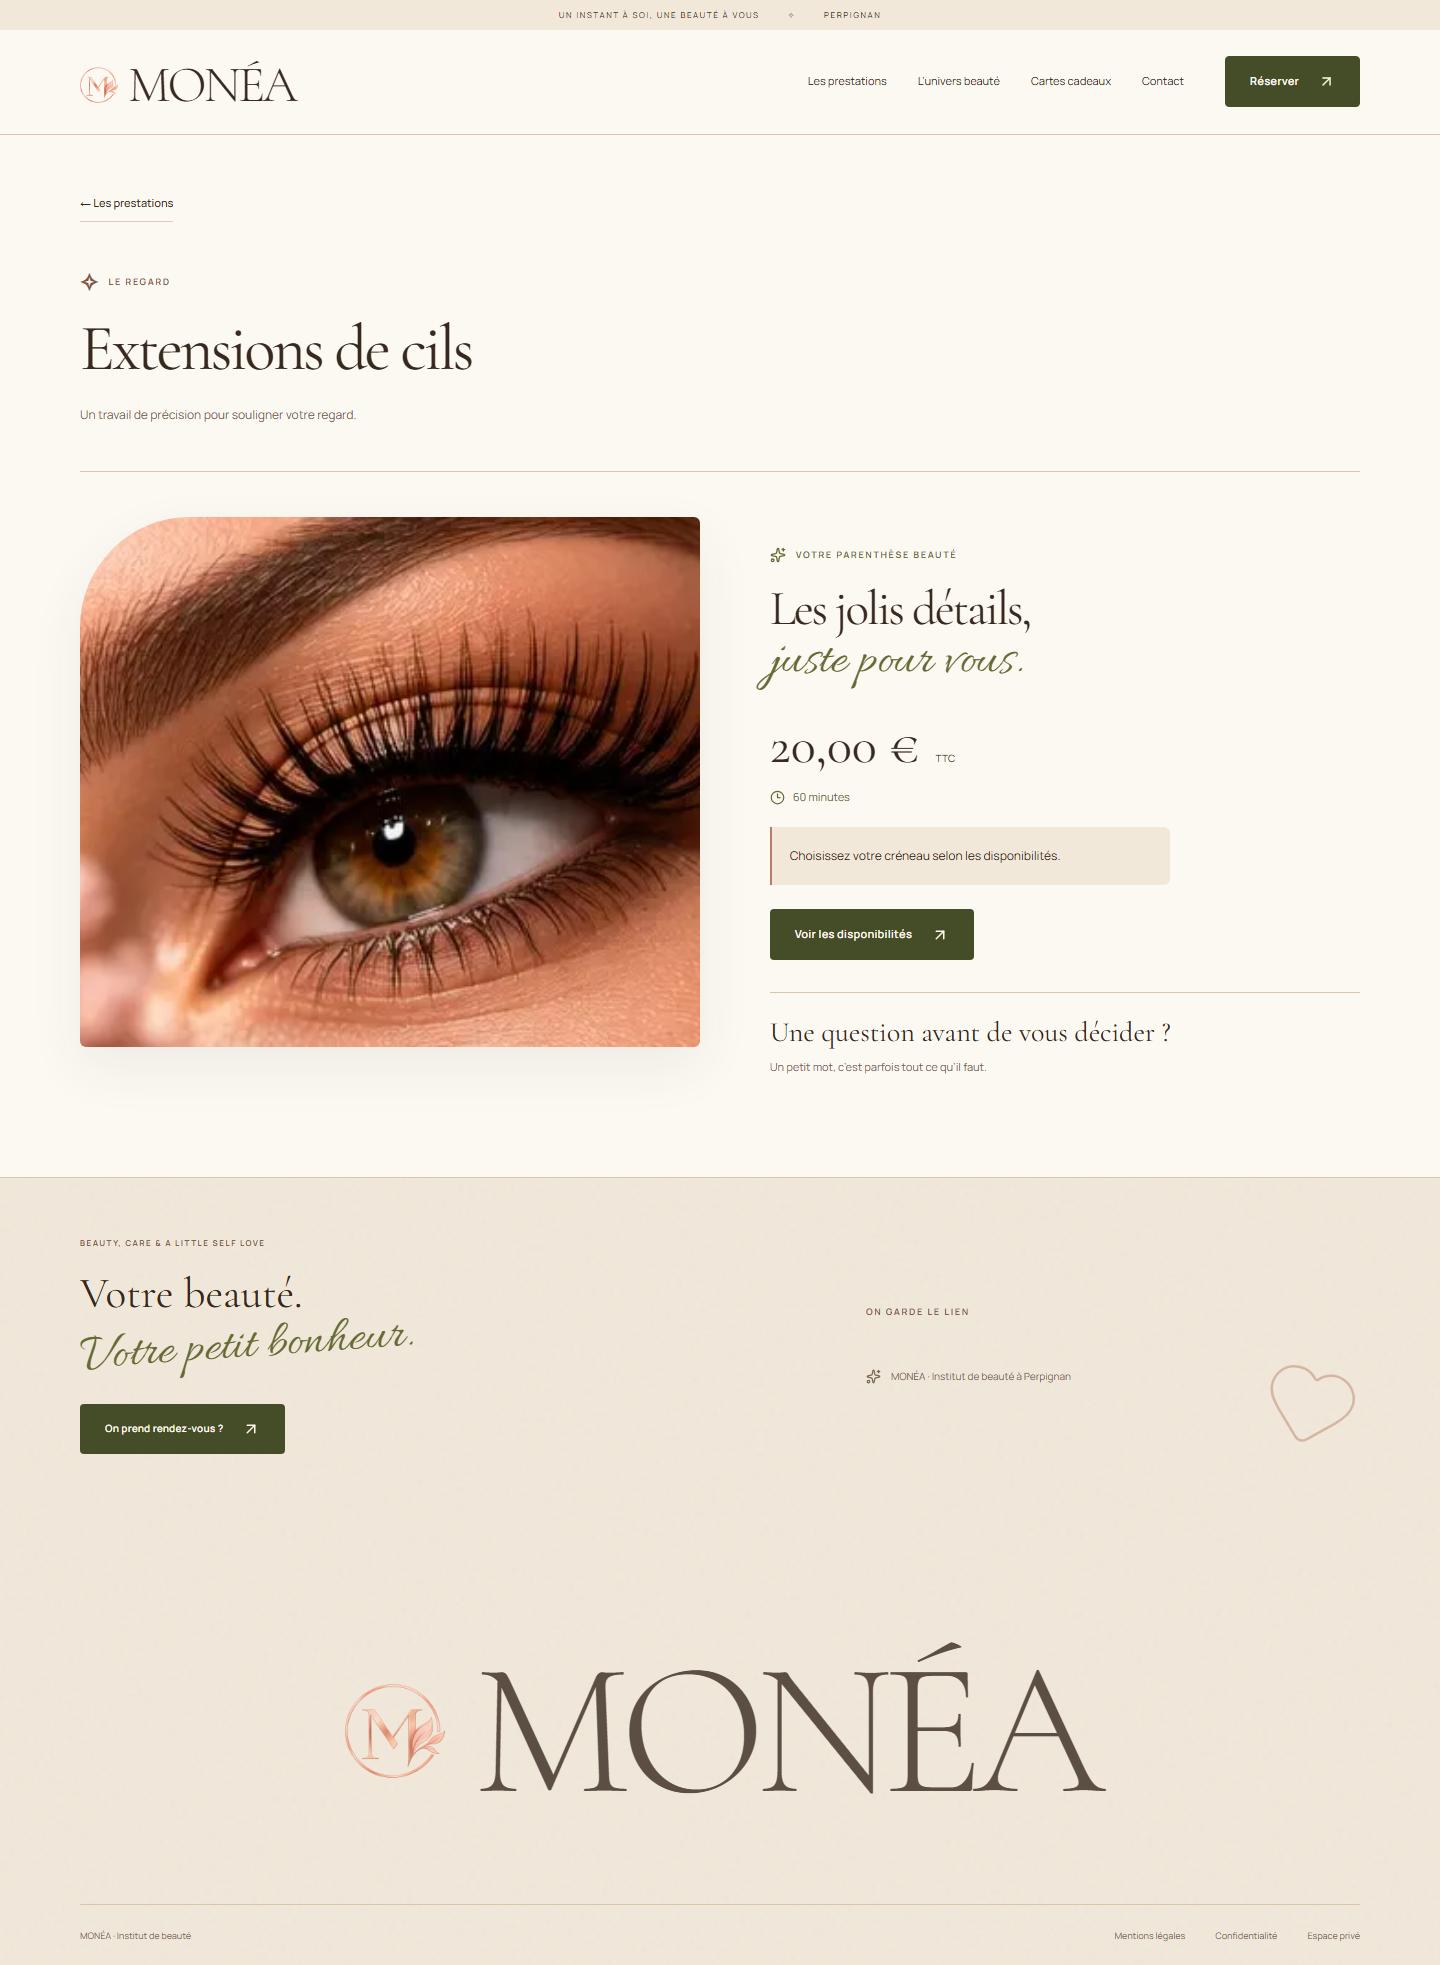 UN INSTANT À SOI, UNE BEAUTÉ À VOUS ✧ PERPIGNAN
M MONÉA
Les prestations L'univers beauté Cartes cadeaux Contact Réserver ↗
← Les prestations
LE REGARD
Extensions de cils
Un travail de précision pour souligner votre regard.
VOTRE PARENTHÈSE BEAUTÉ
Les jolis détails,
juste pour vous.
20,00 € TTC
60 minutes
Choisissez votre créneau selon les disponibilités.
Voir les disponibilités ↗
Une question avant de vous décider ?
Un petit mot, c'est parfois tout ce qu'il faut.
BEAUTY, CARE & A LITTLE SELF LOVE
Votre beauté.
Votre petit bonheur.
On prend rendez-vous ? ↗
ON GARDE LE LIEN
MONÉA · Institut de beauté à Perpignan
M MONÉA
MONÉA · Institut de beauté
Mentions légales Confidentialité Espace privé